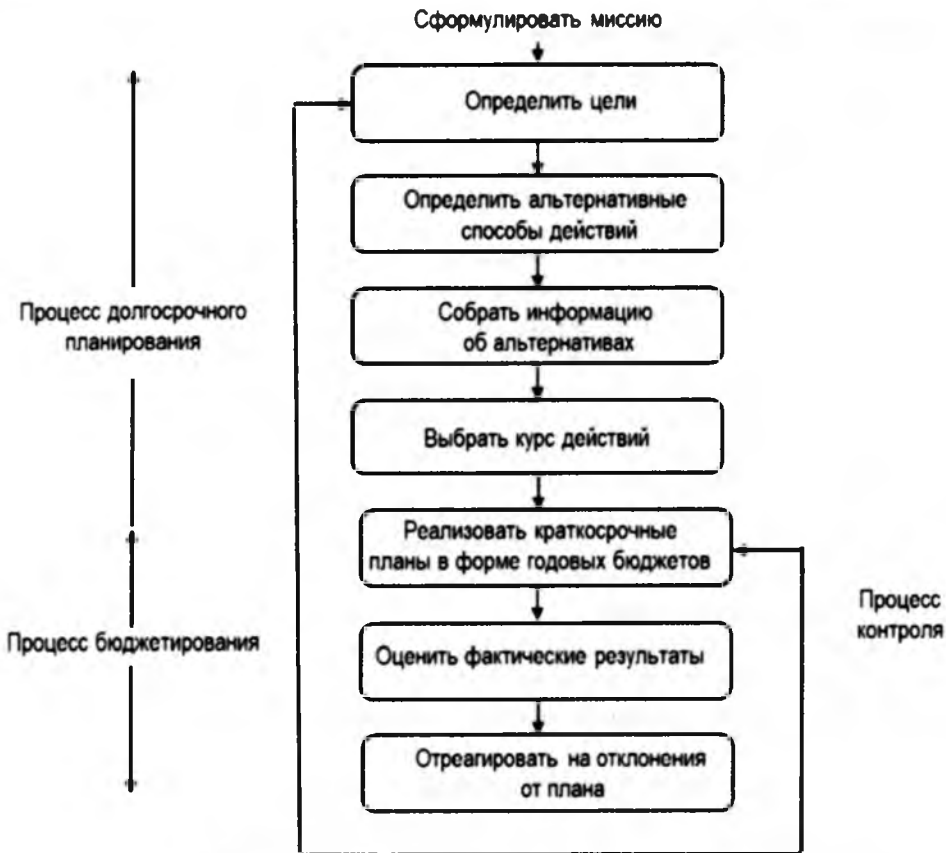 Сформулировать миссию
Определить цели
Определить альтернативные
способы действий
Процесс долгосрочного
планирования
Собрать информацию
об альтернативах
Выбрать курс действий
Реализовать краткосрочные
планы в форме годовых бюджетов
Процесс бюджетирования
Процесс
контроля
Оценить фактические результаты
Отреагировать на отклонения
от плана